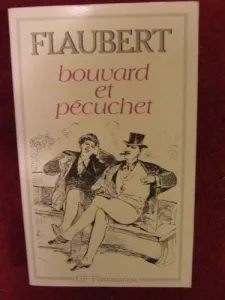 FLAUBERT
bouvard
et
pécuchet
GF Flammarion